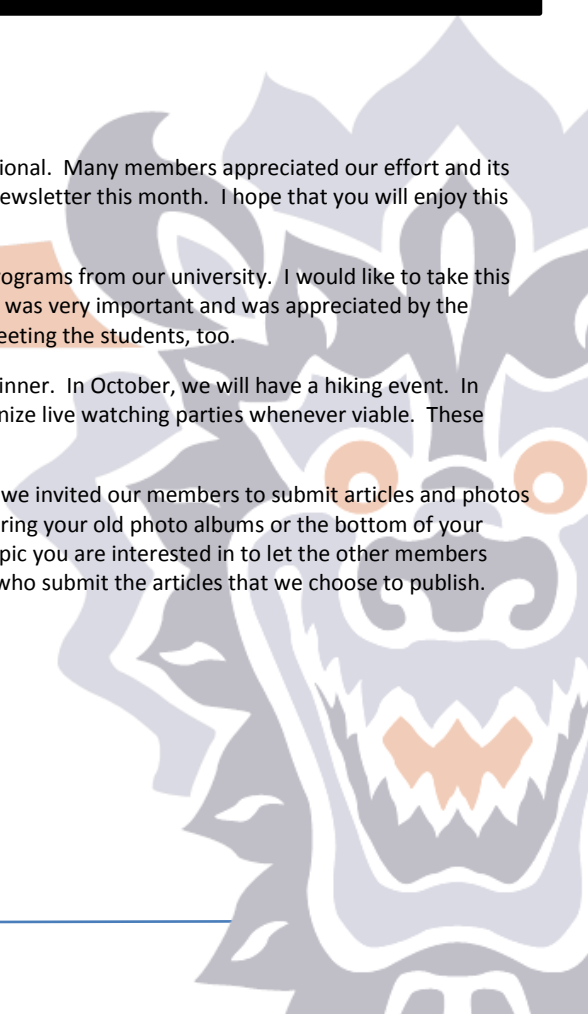 ional. Many members appreciated our effort and its
ewsletter this month. I hope that you will enjoy this
rograms from our university. I would like to take this
was very important and was appreciated by the
eeting the students, too.
inner. In October, we will have a hiking event. In
nize live watching parties whenever viable. These
we invited our members to submit articles and photos
ring your old photo albums or the bottom of your
pic you are interested in to let the other members
who submit the articles that we choose to publish.